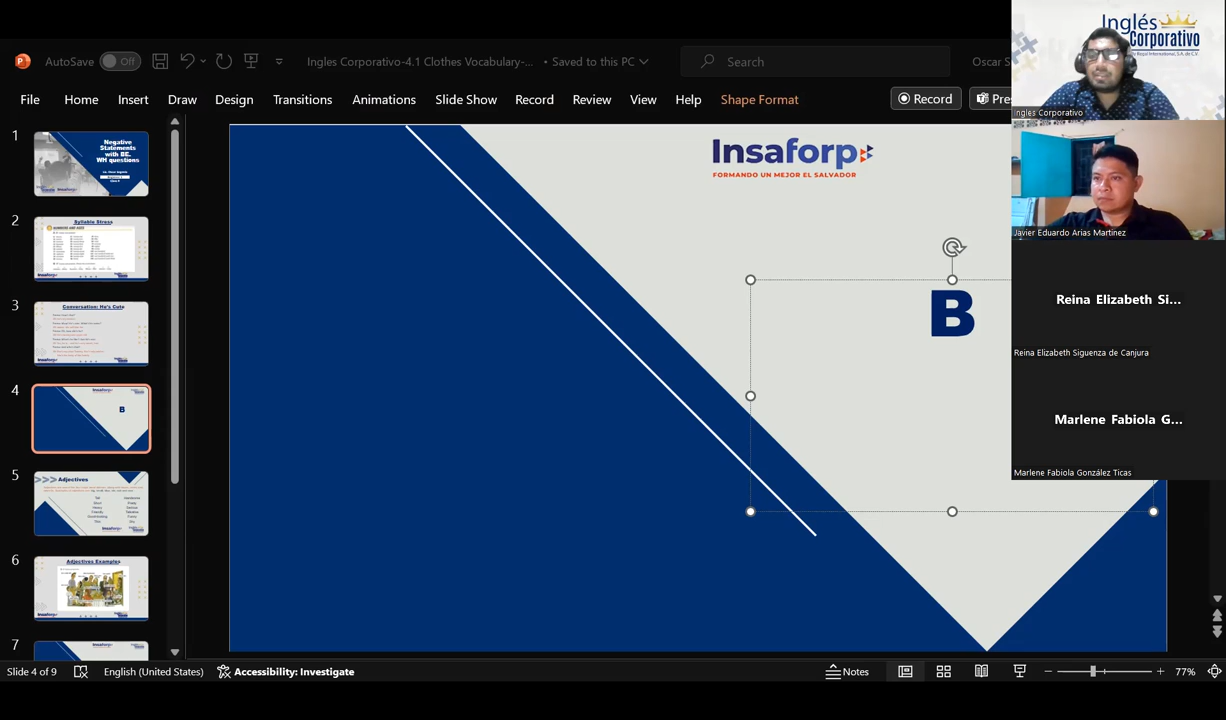 AutoSave
Off
Ingles Corporativo-4.1 Clothes Vocabulary-... • Saved to this PC
Search
Oscar S
File
Home
Insert
Draw
Design
Transitions
Animations
Slide Show
Record
Review
View
Help
Shape Format
Record
Pres
Inglés
Corporativo
Ingles Corporativo
Javier Eduardo Arias Martinez
Reina Elizabeth Si...
Reina Elizabeth Siguenza de Canjura
Marlene Fabiola G...
Marlene Fabiola González Ticas
1
Negative
Statements
with BE.
WH questions
2
Syllable Stress
3
Conversation: He's Cute
4
B
5
Adjectives
6
Adjectives Examples
7
Insaforp
FORMANDO UN MEJOR EL SALVADOR
B
Slide 4 of 9
English (United States)
Accessibility: Investigate
Notes
77%